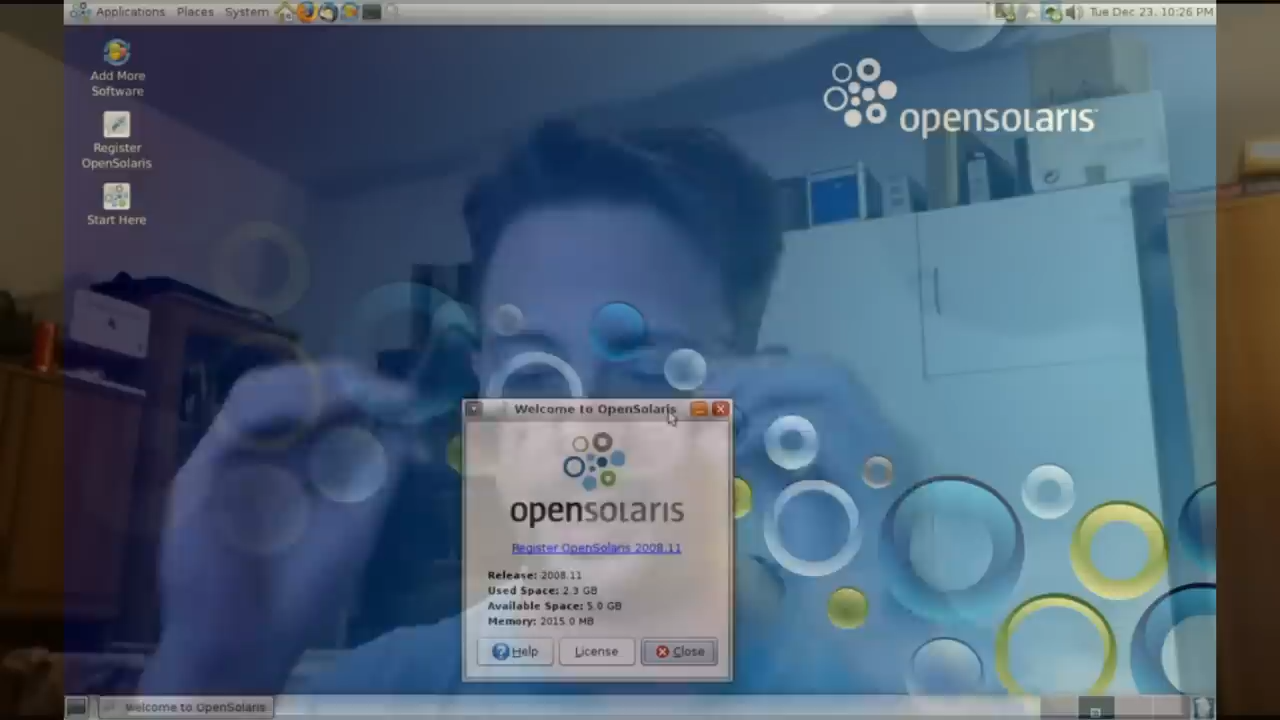 Applications Places System
Tue Dec 23, 10:26 PM
Add More
Software
Register
OpenSolaris
Start Here
opensolaris
Welcome to OpenSolaris
opensolaris
Register OpenSolaris 2008.11
Release: 2008.11
Used Space: 2.3 GB
Available Space: 5.0 GB
Memory: 2015.0 MB
Help
License
Close
Welcome to OpenSolaris